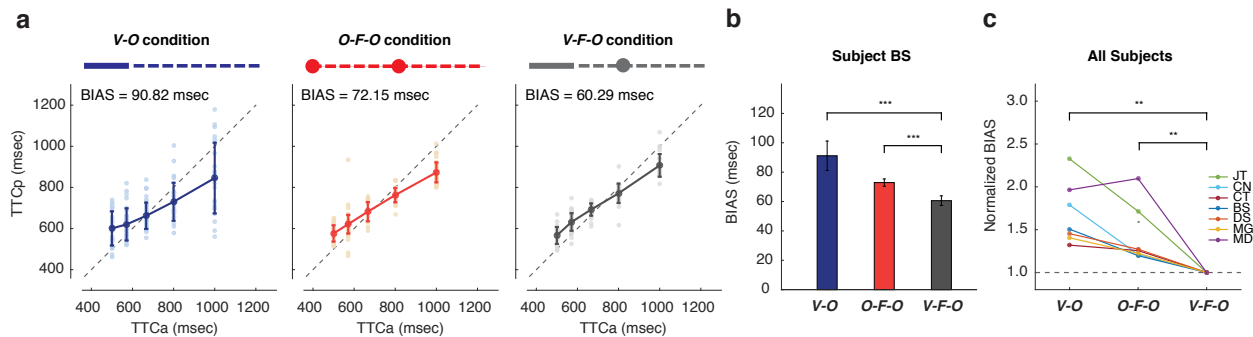 a
V-O condition
O-F-O condition
V-F-O condition
BIAS = 90.82 msec
BIAS = 72.15 msec
BIAS = 60.29 msec
TTCp (msec)
1200
1000
800
600
400
400 600 800 1000 1200
400 600 800 1000 1200
400 600 800 1000 1200
TTCa (msec)
TTCa (msec)
TTCa (msec)
b
Subject BS
BIAS (msec)
120
100
80
60
40
20
0
***
***
V-O O-F-O V-F-O
c
All Subjects
Normalized BIAS
3.0
2.5
2.0
1.5
1.0
**
**
V-O O-F-O V-F-O
JT
CN
CT
BS
DS
MG
MD